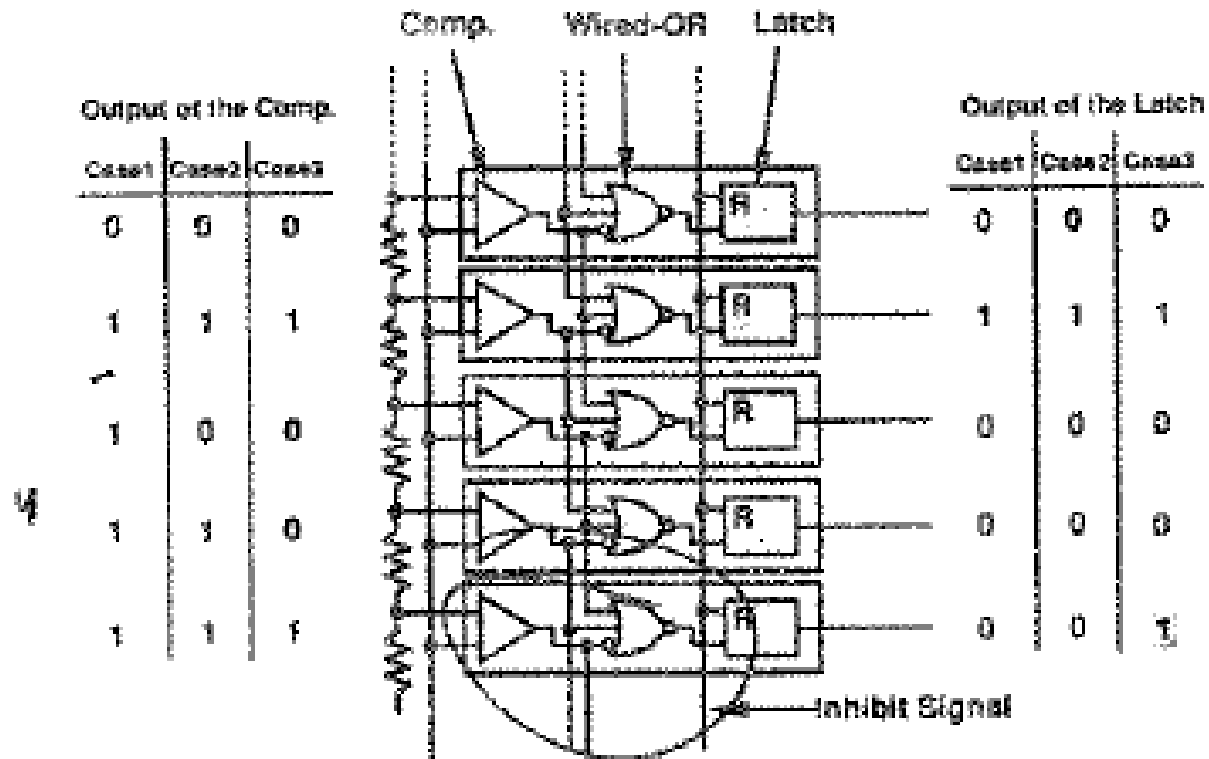 Comp. Wired-OR Latch
Output of the Comp.
Case1 Case2 Case3
0 0 0
1 1 1
1 0 0
1 1 0
1 1 1
R
R
R
R
R
Output of the Latch
Case1 Case2 Case3
0 0 0
1 1 1
0 0 0
0 0 0
0 0 1
Inhibit Signal